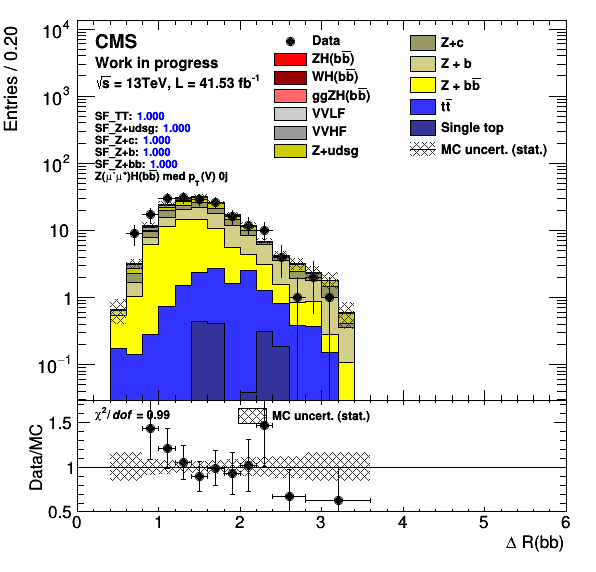 CMS
Work in progress
√s = 13TeV, L = 41.53 fb⁻¹
SF_TT: 1.000
SF_Z+udsg: 1.000
SF_Z+c: 1.000
SF_Z+b: 1.000
SF_Z+bb: 1.000
Z(μ⁻μ⁺)H(bb̅) med p_T(V) 0j
Data
ZH(bb̅)
WH(bb̅)
ggZH(bb̅)
VVLF
VVHF
Z+udsg
Z+c
Z + b
Z + bb̅
tt̅
Single top
MC uncert. (stat.)
Entries / 0.20
10⁴
10³
10²
10
1
10⁻¹
χ²/dof = 0.99
MC uncert. (stat.)
Data/MC
1.5
1
0.5
0 1 2 3 4 5 6
Δ R(bb)